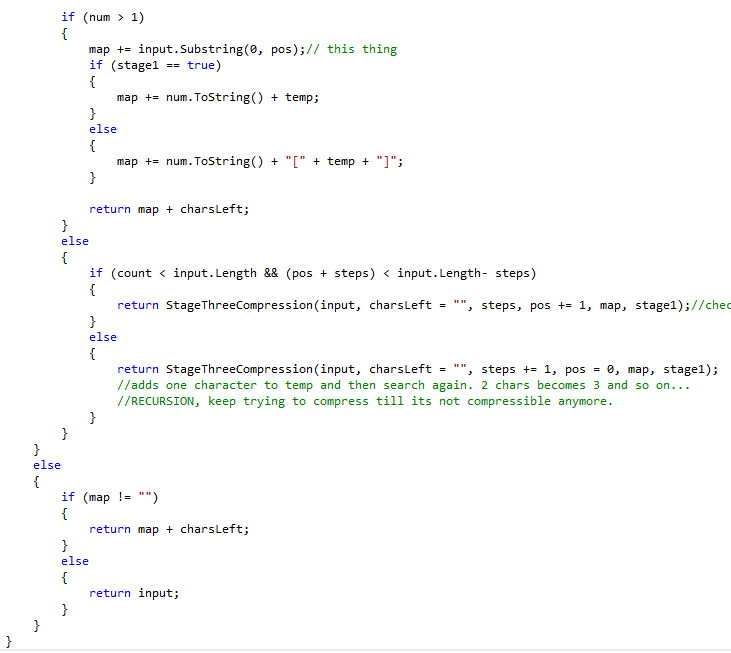 if (num > 1)
{
map += input.Substring(0, pos);// this thing
if (stage1 == true)
{
map += num.ToString() + temp;
}
else
{
map += num.ToString() + "[" + temp + "]";
}
return map + charsLeft;
}
else
{
if (count < input.Length && (pos + steps) < input.Length- steps)
{
return StageThreeCompression(input, charsLeft = "", steps, pos += 1, map, stage1);//chec
}
else
{
return StageThreeCompression(input, charsLeft = "", steps += 1, pos = 0, map, stage1);
//adds one character to temp and then search again. 2 chars becomes 3 and so on...
//RECURSION, keep trying to compress till its not compressible anymore.
}
}
}
else
{
if (map != "")
{
return map + charsLeft;
}
else
{
return input;
}
}
}